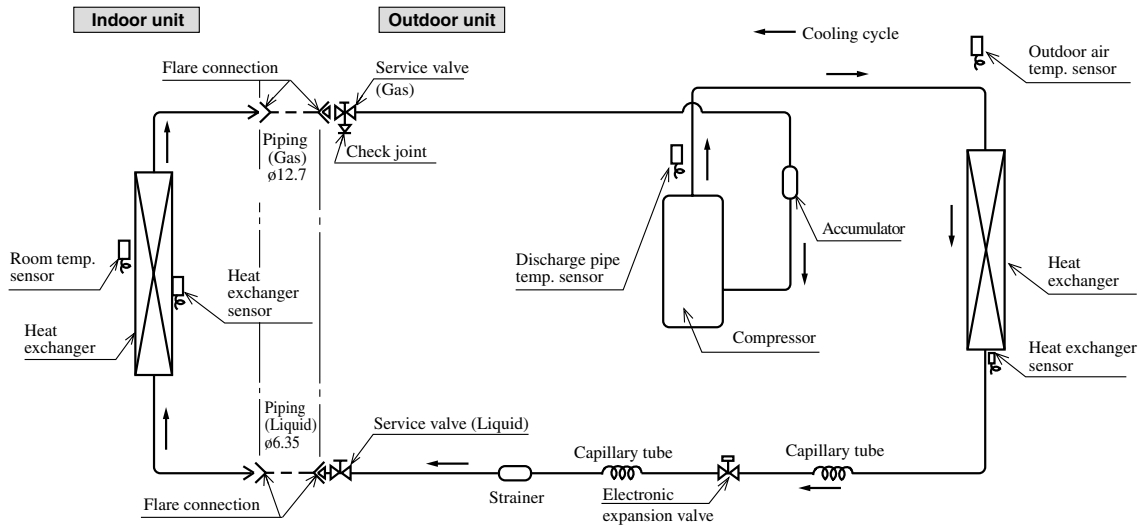 Indoor unit
Outdoor unit
Cooling cycle
Outdoor air
temp. sensor
Flare connection
Service valve
(Gas)
Piping
(Gas)
ø12.7
Check joint
Accumulator
Room temp.
sensor
Heat
exchanger
sensor
Discharge pipe
temp. sensor
Heat
exchanger
Heat
exchanger
Compressor
Heat exchanger
sensor
Piping
(Liquid)
ø6.35
Service valve (Liquid)
Capillary tube
Capillary tube
Flare connection
Strainer
Electronic
expansion valve